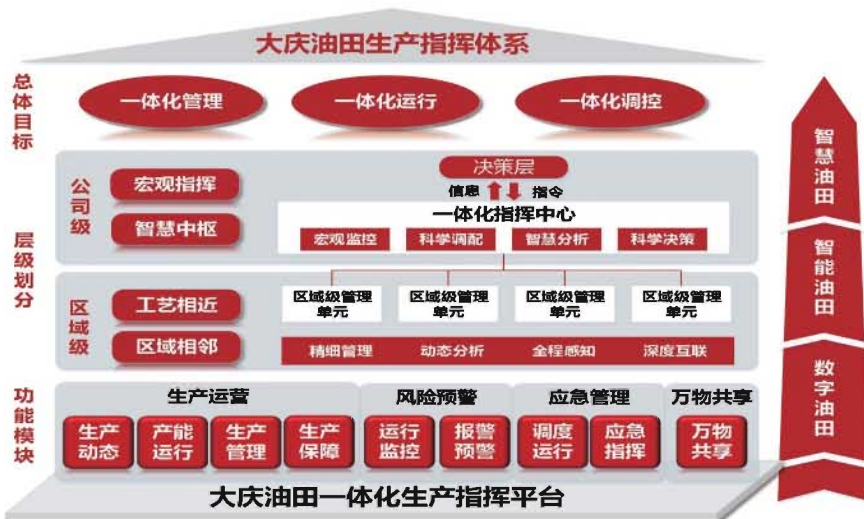 大庆油田生产指挥体系
总体目标
一体化管理
一体化运行
一体化调控
层级划分
公司级
宏观指挥
智慧中枢
决策层
信息
指令
一体化指挥中心
宏观监控
科学调配
智慧分析
科学决策
区域级
工艺相近
区域相邻
区域级管理
单元
区域级管理
单元
区域级管理
单元
区域级管理
单元
精细管理
动态分析
全程感知
深度互联
功能模块
生产运营
生产
动态
产能
运行
生产
管理
生产
保障
风险预警
运行
监控
报警
预警
应急管理
调度
运行
应急
指挥
万物共享
万物
共享
大庆油田一体化生产指挥平台
智慧油田
智能油田
数字油田